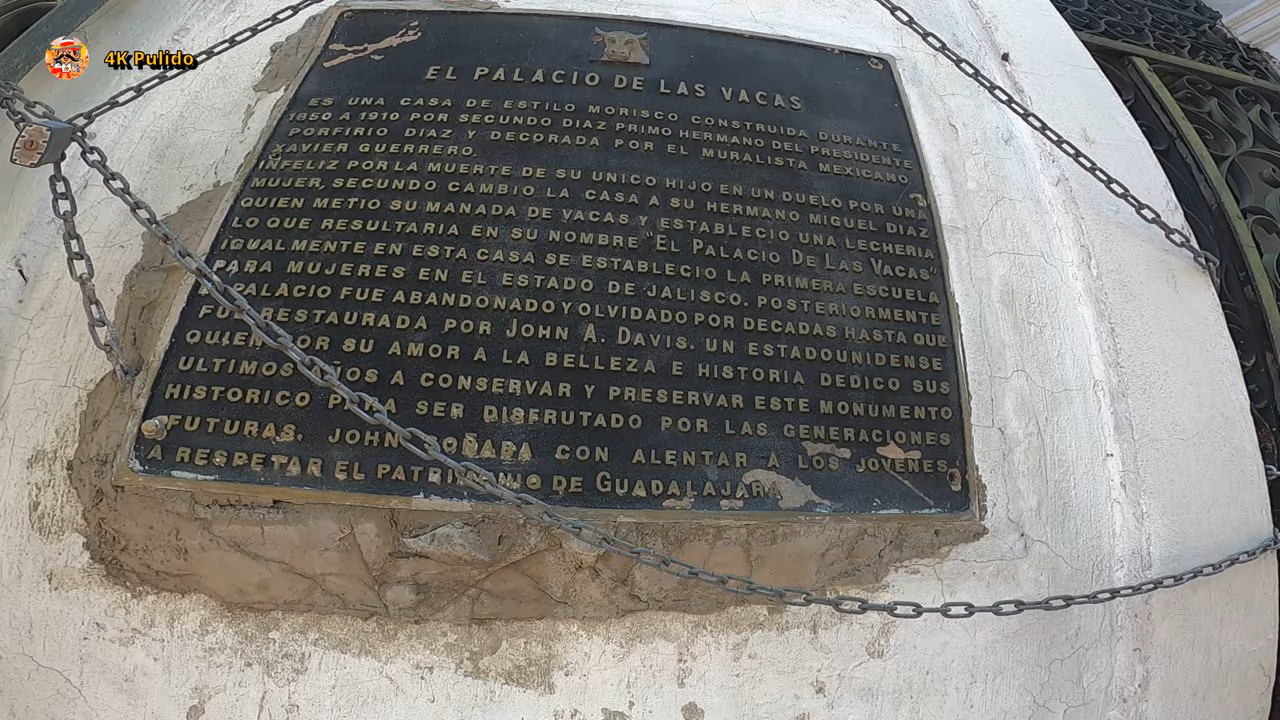 4K Pulido
EL PALACIO DE LAS VACAS
ES UNA CASA DE ESTILO MORISCO CONSTRUIDA DURANTE
1850 A 1910 POR SECUNDO DIAZ PRIMO HERMANO DEL PRESIDENTE
PORFIRIO DIAZ Y DECORADA POR EL MURALISTA MEXICANO
XAVIER GUERRERO.
INFELIZ POR LA MUERTE DE SU UNICO HIJO EN UN DUELO POR UNA
MUJER, SECUNDO CAMBIO LA CASA A SU HERMANO MIGUEL DIAZ
QUIEN METIO SU MANADA DE VACAS Y ESTABLECIO UNA LECHERIA
LO QUE RESULTARIA EN SU NOMBRE "EL PALACIO DE LAS VACAS"
IGUALMENTE EN ESTA CASA SE ESTABLECIO LA PRIMERA ESCUELA
PARA MUJERES EN EL ESTADO DE JALISCO. POSTERIORMENTE
EL PALACIO FUE ABANDONADO Y OLVIDADO POR DECADAS HASTA QUE
FUE RESTAURADA POR JOHN A. DAVIS. UN ESTADOUNIDENSE
QUIEN POR SU AMOR A LA BELLEZA E HISTORIA DEDICO SUS
ULTIMOS AÑOS A CONSERVAR Y PRESERVAR ESTE MONUMENTO
HISTORICO PARA SER DISFRUTADO POR LAS GENERACIONES
FUTURAS. JOHN SOÑABA CON ALENTAR A LOS JOVENES
A RESPETAR EL PATRIMONIO DE GUADALAJARA